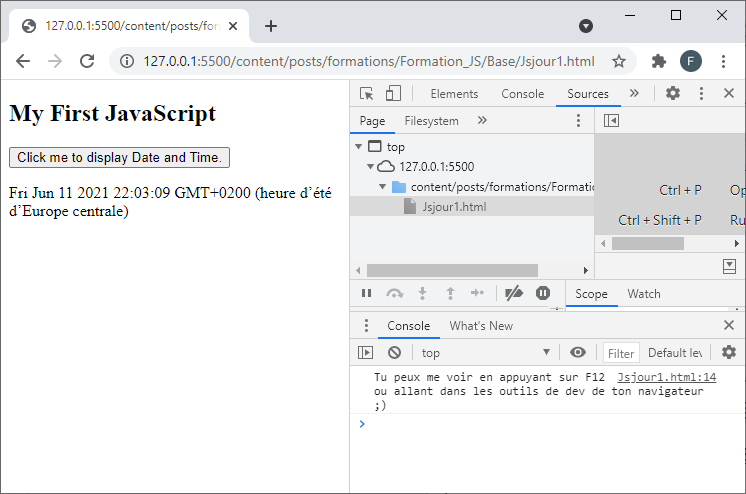 127.0.0.1:5500/content/posts/form
127.0.0.1:5500/content/posts/formations/Formation_JS/Base/Jsjour1.html
F
My First JavaScript
Click me to display Date and Time.
Fri Jun 11 2021 22:03:09 GMT+0200 (heure d’été
d’Europe centrale)
Elements Console Sources
Page Filesystem
top
127.0.0.1:5500
content/posts/formations/Formatio
Jsjour1.html
Ctrl + P Op
Ctrl + Shift + P Ru
Scope Watch
Console What's New
top Filter Default lev
Tu peux me voir en appuyant sur F12 Jsjour1.html:14
ou allant dans les outils de dev de ton navigateur
;)